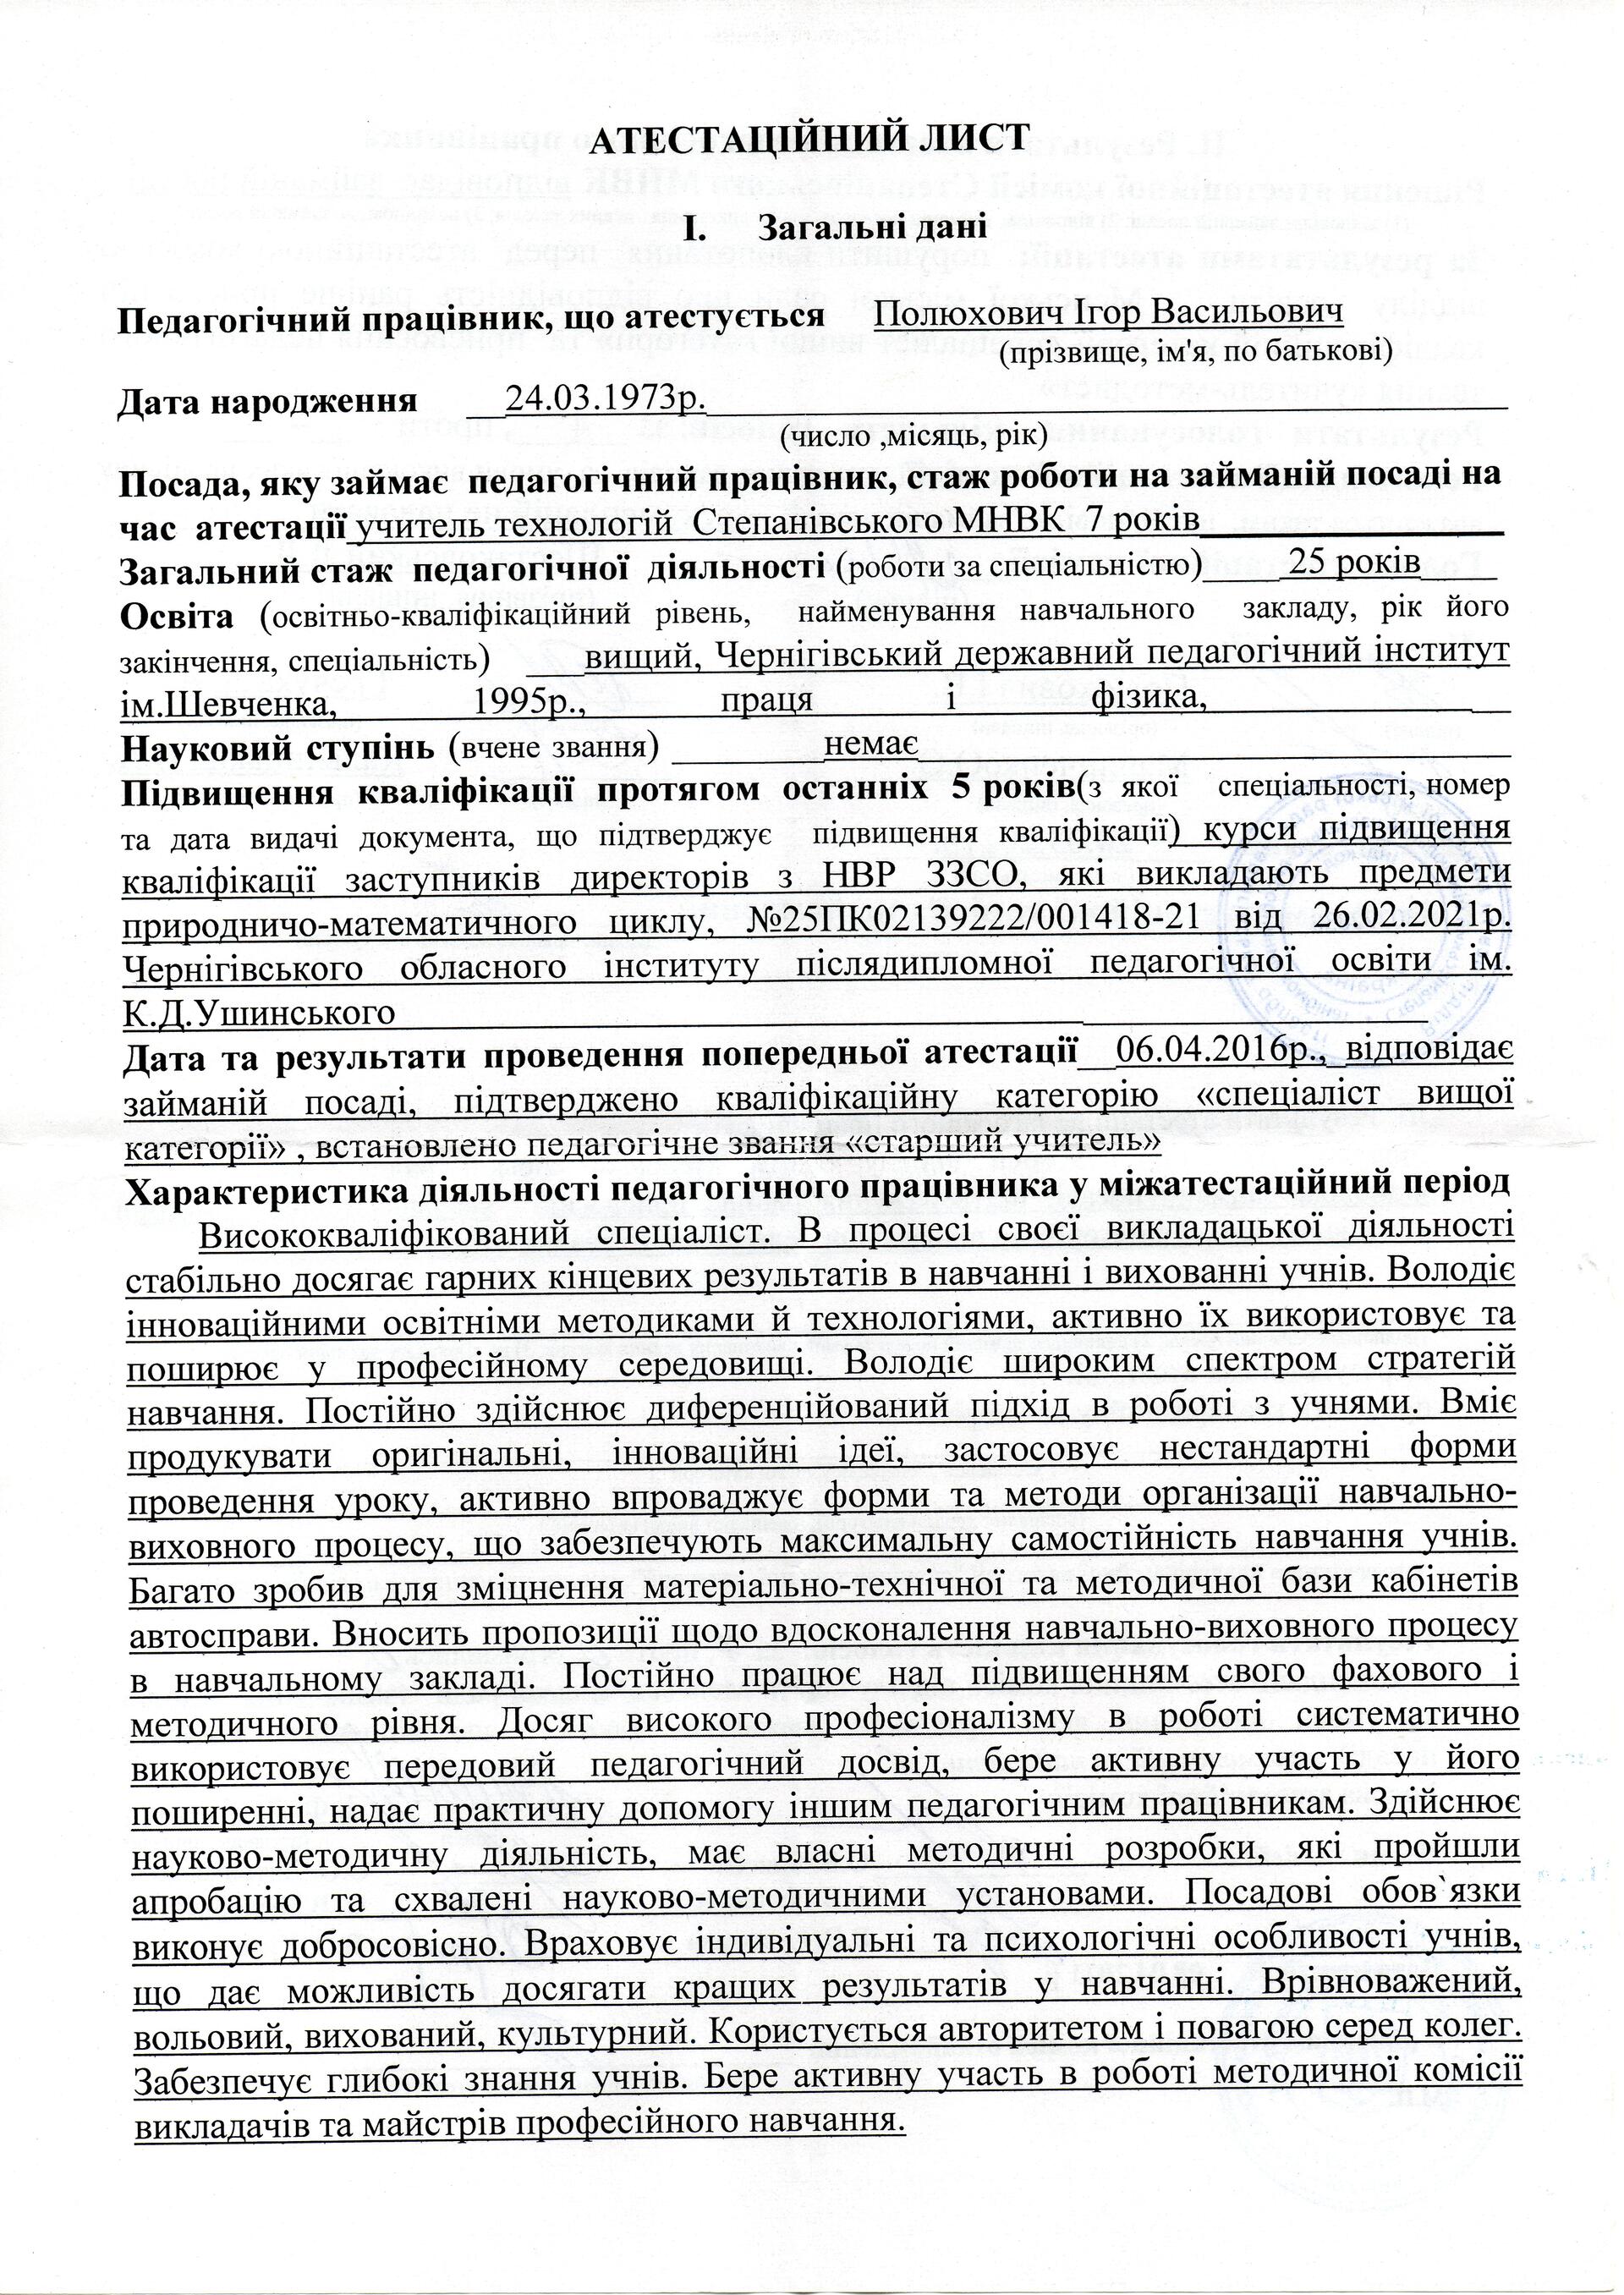 АТЕСТАЦІЙНИЙ ЛИСТ
І. Загальні дані
Педагогічний працівник, що атестується Полюхович Ігор Васильович
(прізвище, ім'я, по батькові)
Дата народження __24.03.1973р.
(число ,місяць, рік)
Посада, яку займає педагогічний працівник, стаж роботи на займаній посаді на
час атестації учитель технологій Степанівського МНВК 7 років
Загальний стаж педагогічної діяльності (роботи за спеціальністю)____ 25 років____
Освіта (освітньо-кваліфікаційний рівень, найменування навчального закладу, рік його
закінчення, спеціальність) ___вищий, Чернігівський державний педагогічний інститут
ім.Шевченка, 1995р., праця і фізика,
Науковий ступінь (вчене звання) ________немає
Підвищення кваліфікації протягом останніх 5 років(з якої спеціальності, номер
та дата видачі документа, що підтверджує підвищення кваліфікації) курси підвищення
кваліфікації заступників директорів з НВР ЗЗСО, які викладають предмети
природничо-математичного циклу, №25ПК02139222/001418-21 від 26.02.2021р.
Чернігівського обласного інституту післядипломної педагогічної освіти ім.
К.Д.Ушинського
Дата та результати проведення попередньої атестації__06.04.2016р., відповідає
займаній посаді, підтверджено кваліфікаційну категорію «спеціаліст вищої
категорії» , встановлено педагогічне звання «старший учитель»
Характеристика діяльності педагогічного працівника у міжатестаційний період
Висококваліфікований спеціаліст. В процесі своєї викладацької діяльності
стабільно досягає гарних кінцевих результатів в навчанні і вихованні учнів. Володіє
інноваційними освітніми методиками й технологіями, активно їх використовує та
поширює у професійному середовищі. Володіє широким спектром стратегій
навчання. Постійно здійснює диференційований підхід в роботі з учнями. Вміє
продукувати оригінальні, інноваційні ідеї, застосовує нестандартні форми
проведення уроку, активно впроваджує форми та методи організації навчально-
виховного процесу, що забезпечують максимальну самостійність навчання учнів.
Багато зробив для зміцнення матеріально-технічної та методичної бази кабінетів
автосправи. Вносить пропозиції щодо вдосконалення навчально-виховного процесу
в навчальному закладі. Постійно працює над підвищенням свого фахового і
методичного рівня. Досяг високого професіоналізму в роботі систематично
використовує передовий педагогічний досвід, бере активну участь у його
поширенні, надає практичну допомогу іншим педагогічним працівникам. Здійснює
науково-методичну діяльність, має власні методичні розробки, які пройшли
апробацію та схвалені науково-методичними установами. Посадові обов`язки
виконує добросовісно. Враховує індивідуальні та психологічні особливості учнів,
що дає можливість досягати кращих результатів у навчанні. Врівноважений,
вольовий, вихований, культурний. Користується авторитетом і повагою серед колег.
Забезпечує глибокі знання учнів. Бере активну участь в роботі методичної комісії
викладачів та майстрів професійного навчання.